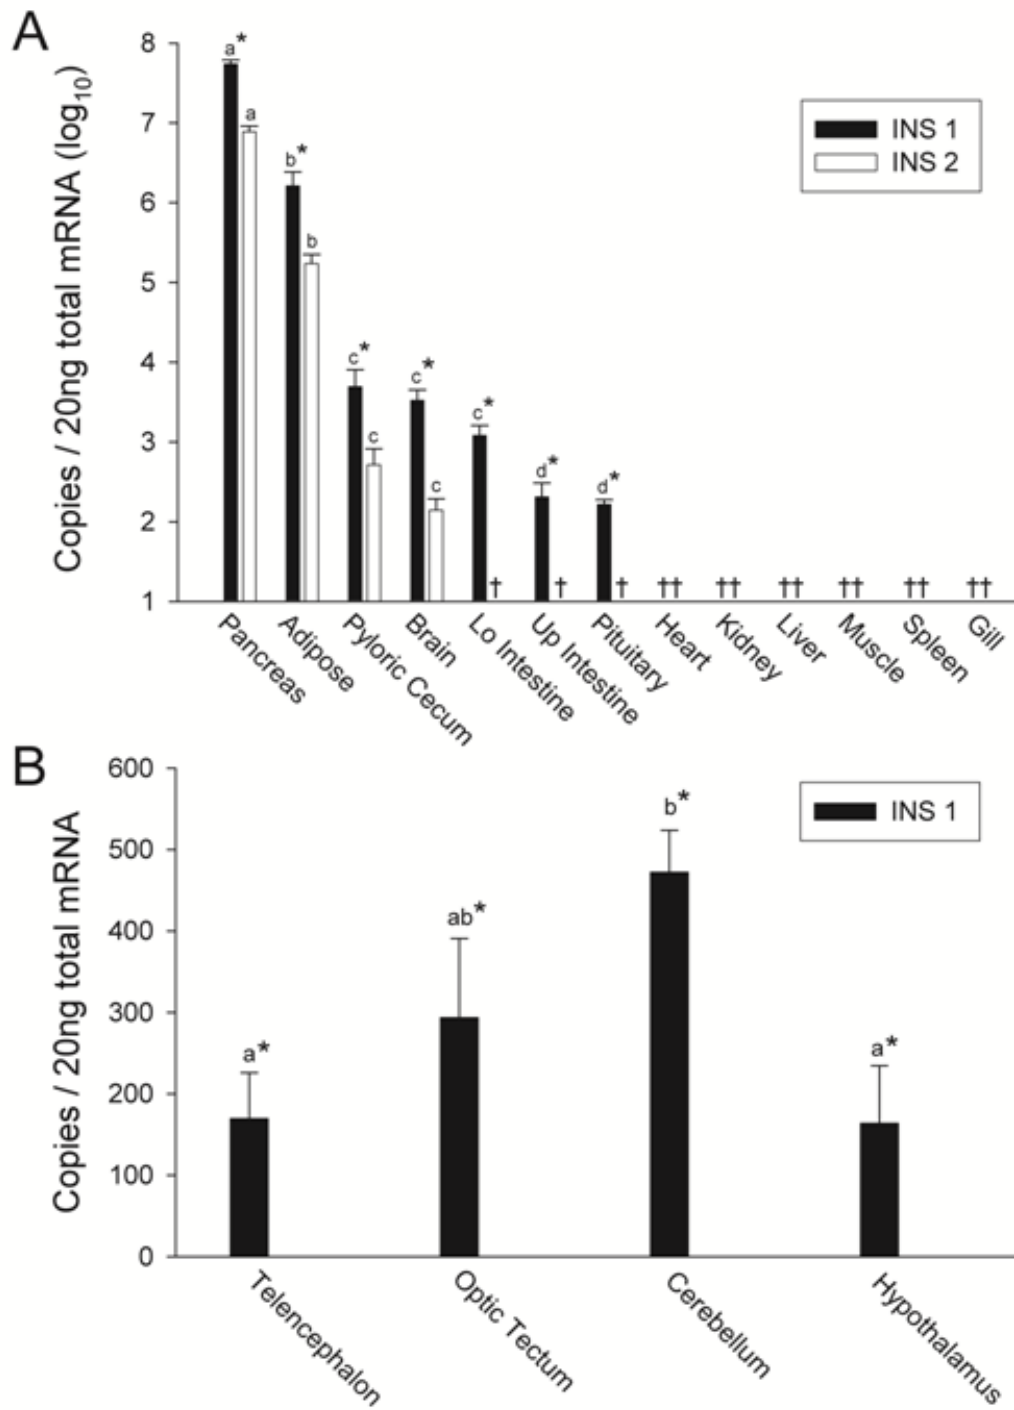 A
Copies / 20ng total mRNA (log10)
8
7
6
5
4
3
2
1
a*
a
b*
b
c*
c
c*
c
c*
†
d*
†
d*
†
††
††
††
††
††
††
INS 1
INS 2
Pancreas
Adipose
Pyloric Cecum
Brain
Lo Intestine
Up Intestine
Pituitary
Heart
Kidney
Liver
Muscle
Spleen
Gill
B
Copies / 20ng total mRNA
600
500
400
300
200
100
0
a*
ab*
b*
a*
INS 1
Telencephalon
Optic Tectum
Cerebellum
Hypothalamus